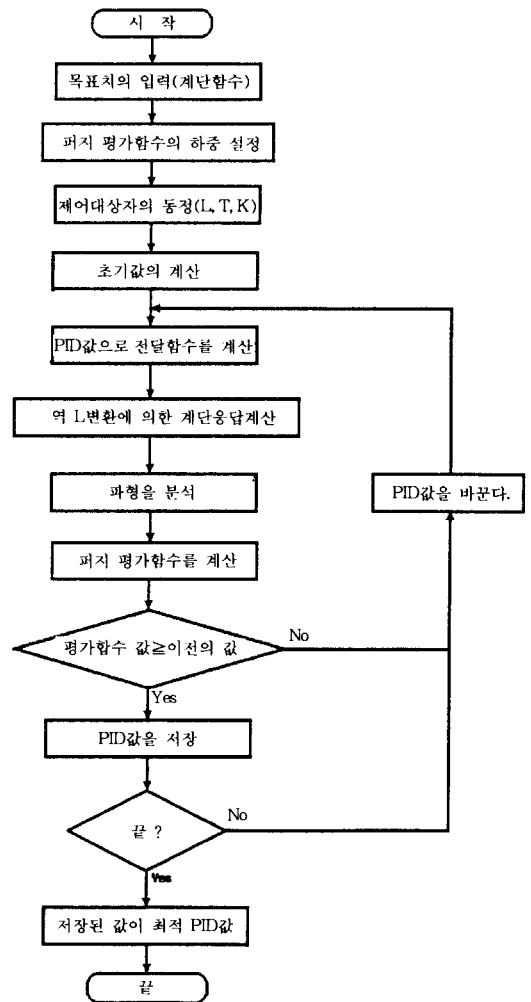 시 작
목표치의 입력(계단함수)
퍼지 평가함수의 하중 설정
제어대상자의 동정(L, T, K)
초기값의 계산
PID값으로 전달함수를 계산
역 L변환에 의한 계단응답계산
파형을 분석
PID값을 바꾼다.
퍼지 평가함수를 계산
평가함수 값≧이전의 값
No
Yes
PID값을 저장
끝 ?
No
Yes
저장된 값이 최적 PID값
끝